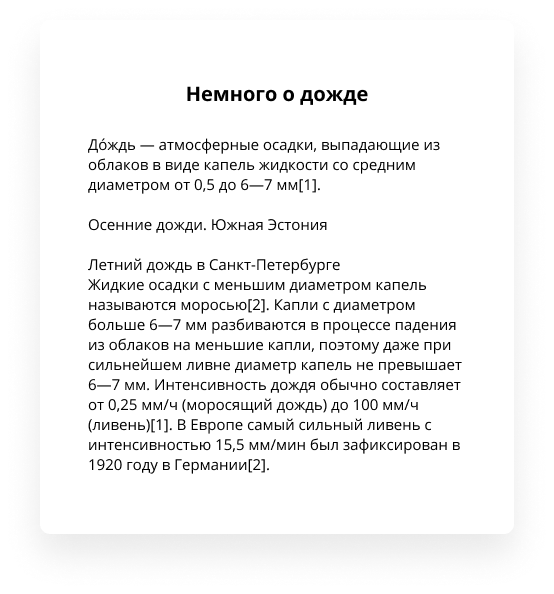 Немного о дожде
До́ждь — атмосферные осадки, выпадающие из
облаков в виде капель жидкости со средним
диаметром от 0,5 до 6—7 мм[1].
Осенние дожди. Южная Эстония
Летний дождь в Санкт-Петербурге
Жидкие осадки с меньшим диаметром капель
называются моросью[2]. Капли с диаметром
больше 6—7 мм разбиваются в процессе падения
из облаков на меньшие капли, поэтому даже при
сильнейшем ливне диаметр капель не превышает
6—7 мм. Интенсивность дождя обычно составляет
от 0,25 мм/ч (моросящий дождь) до 100 мм/ч
(ливень)[1]. В Европе самый сильный ливень с
интенсивностью 15,5 мм/мин был зафиксирован в
1920 году в Германии[2].